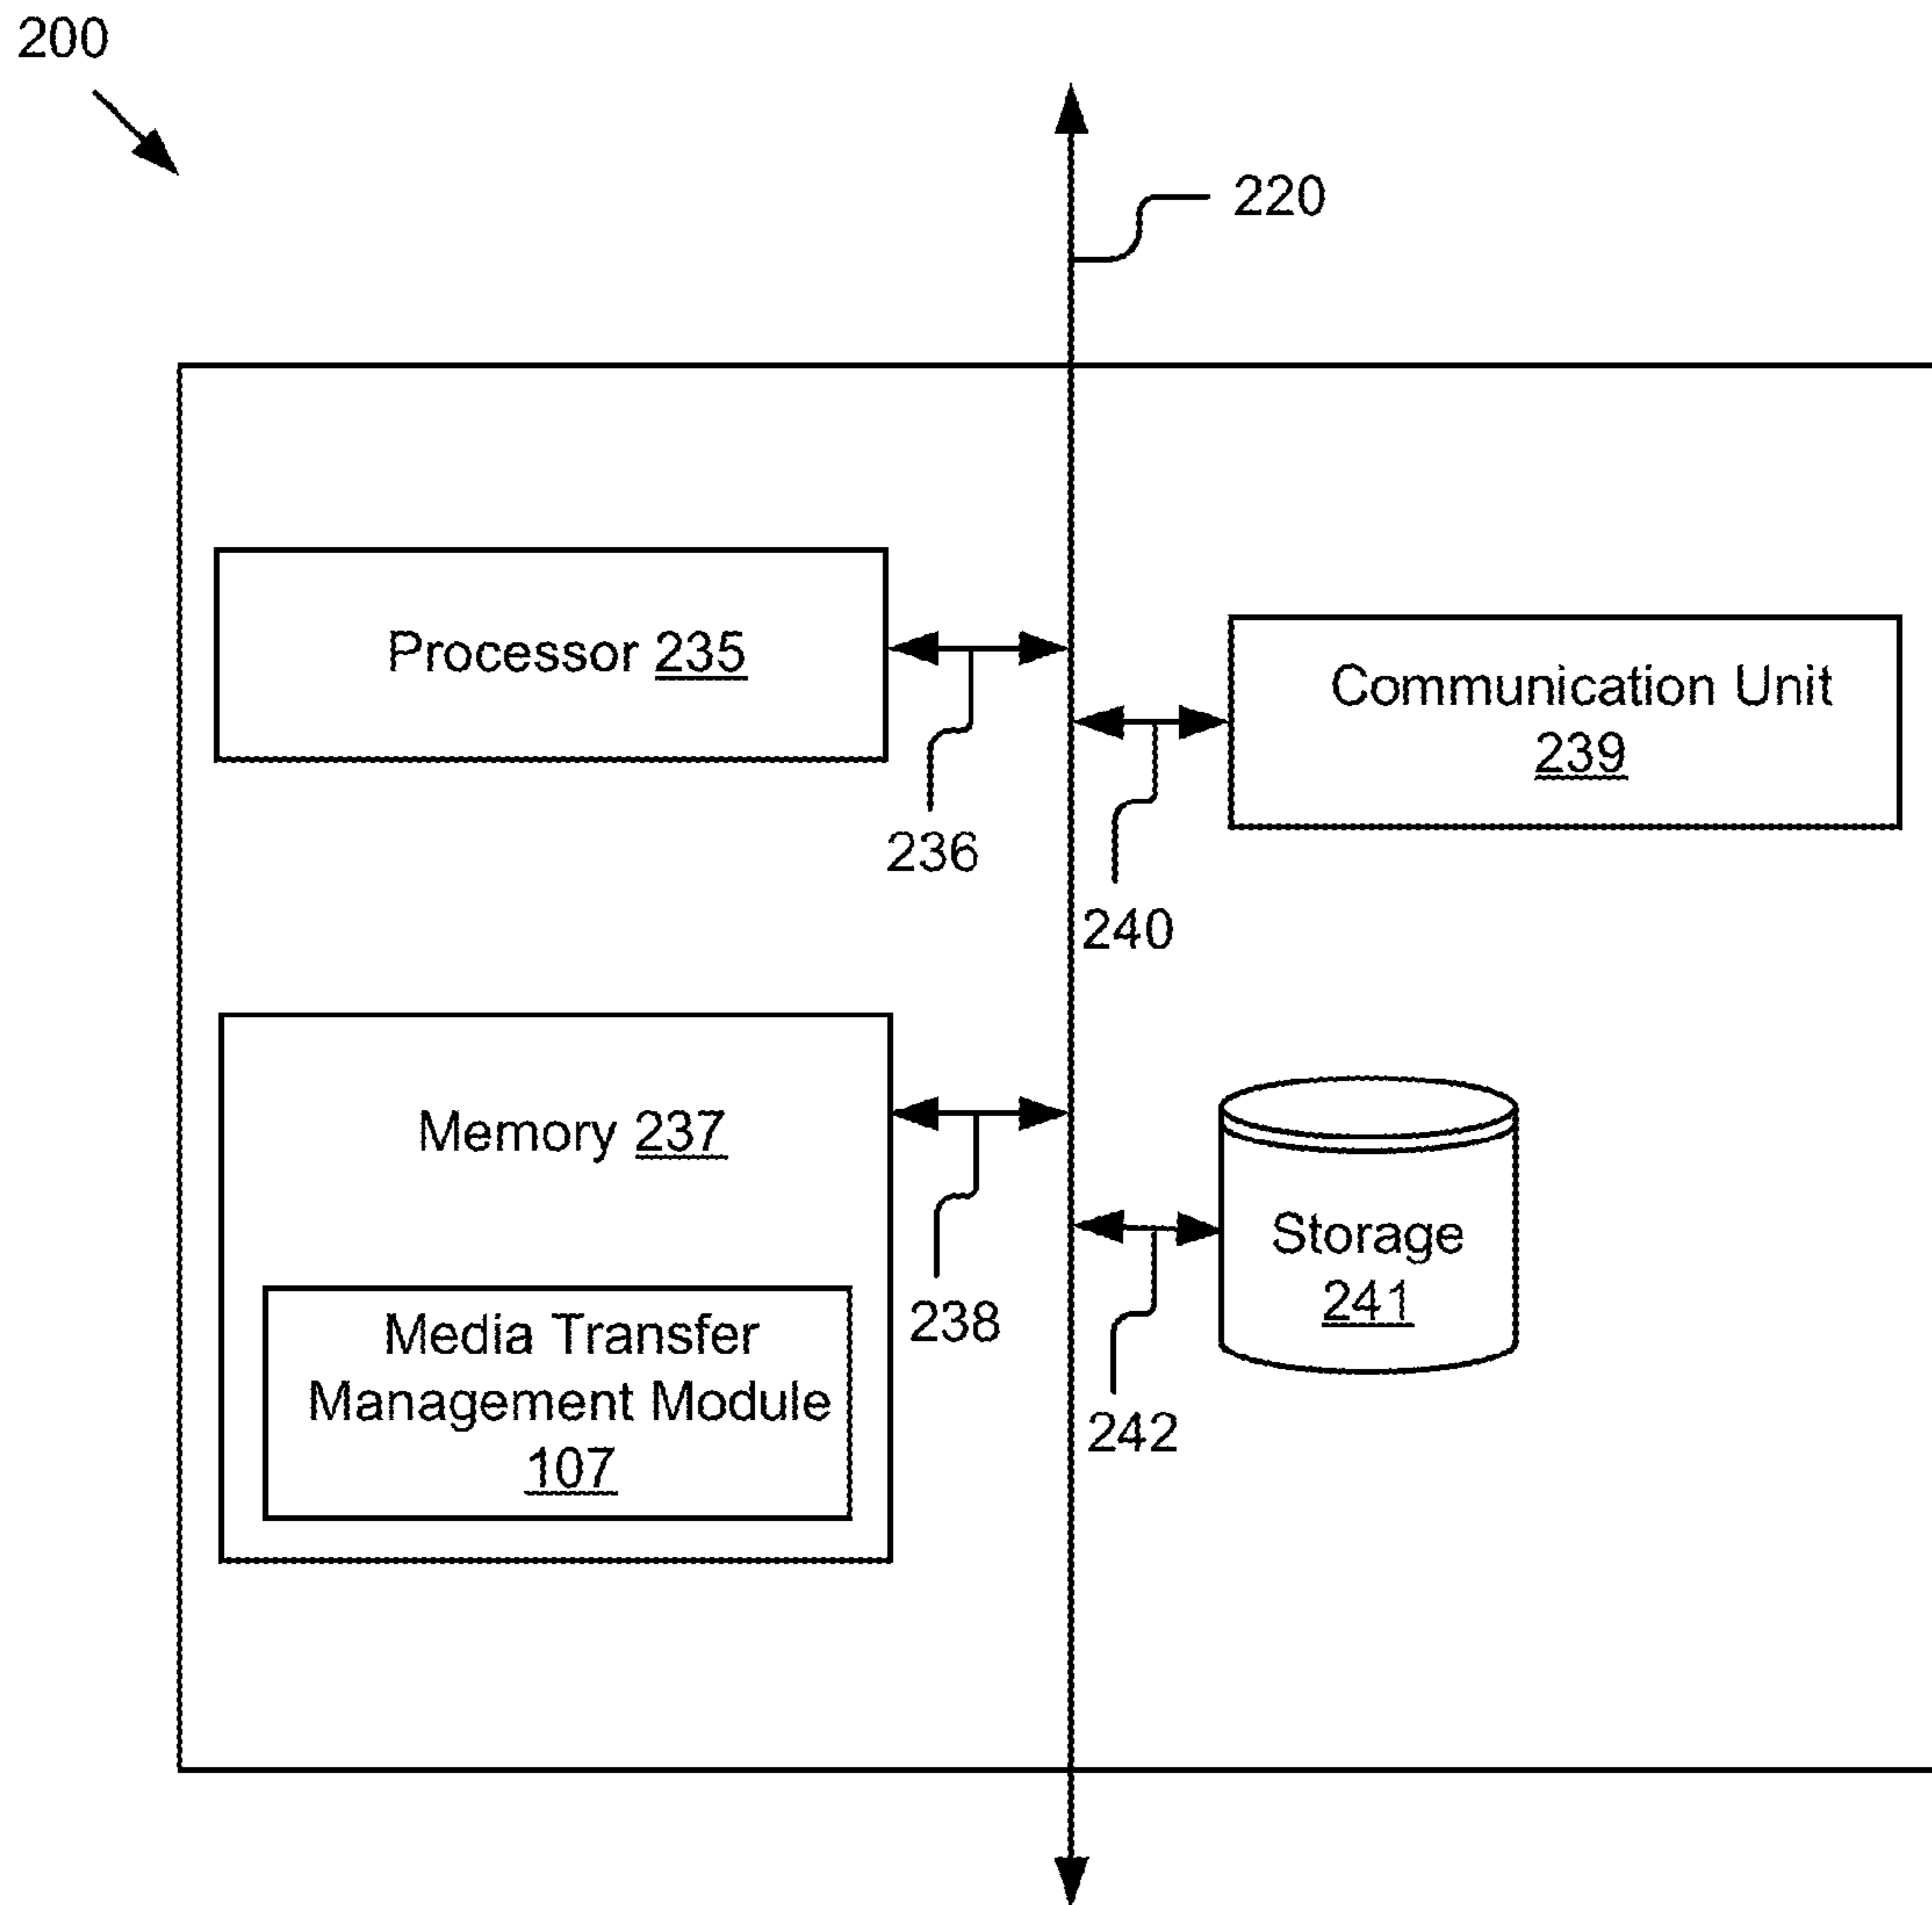 200
220
Processor 235
Communication Unit
239
236
240
Memory 237
Storage
241
238
Media Transfer
Management Module
107
242